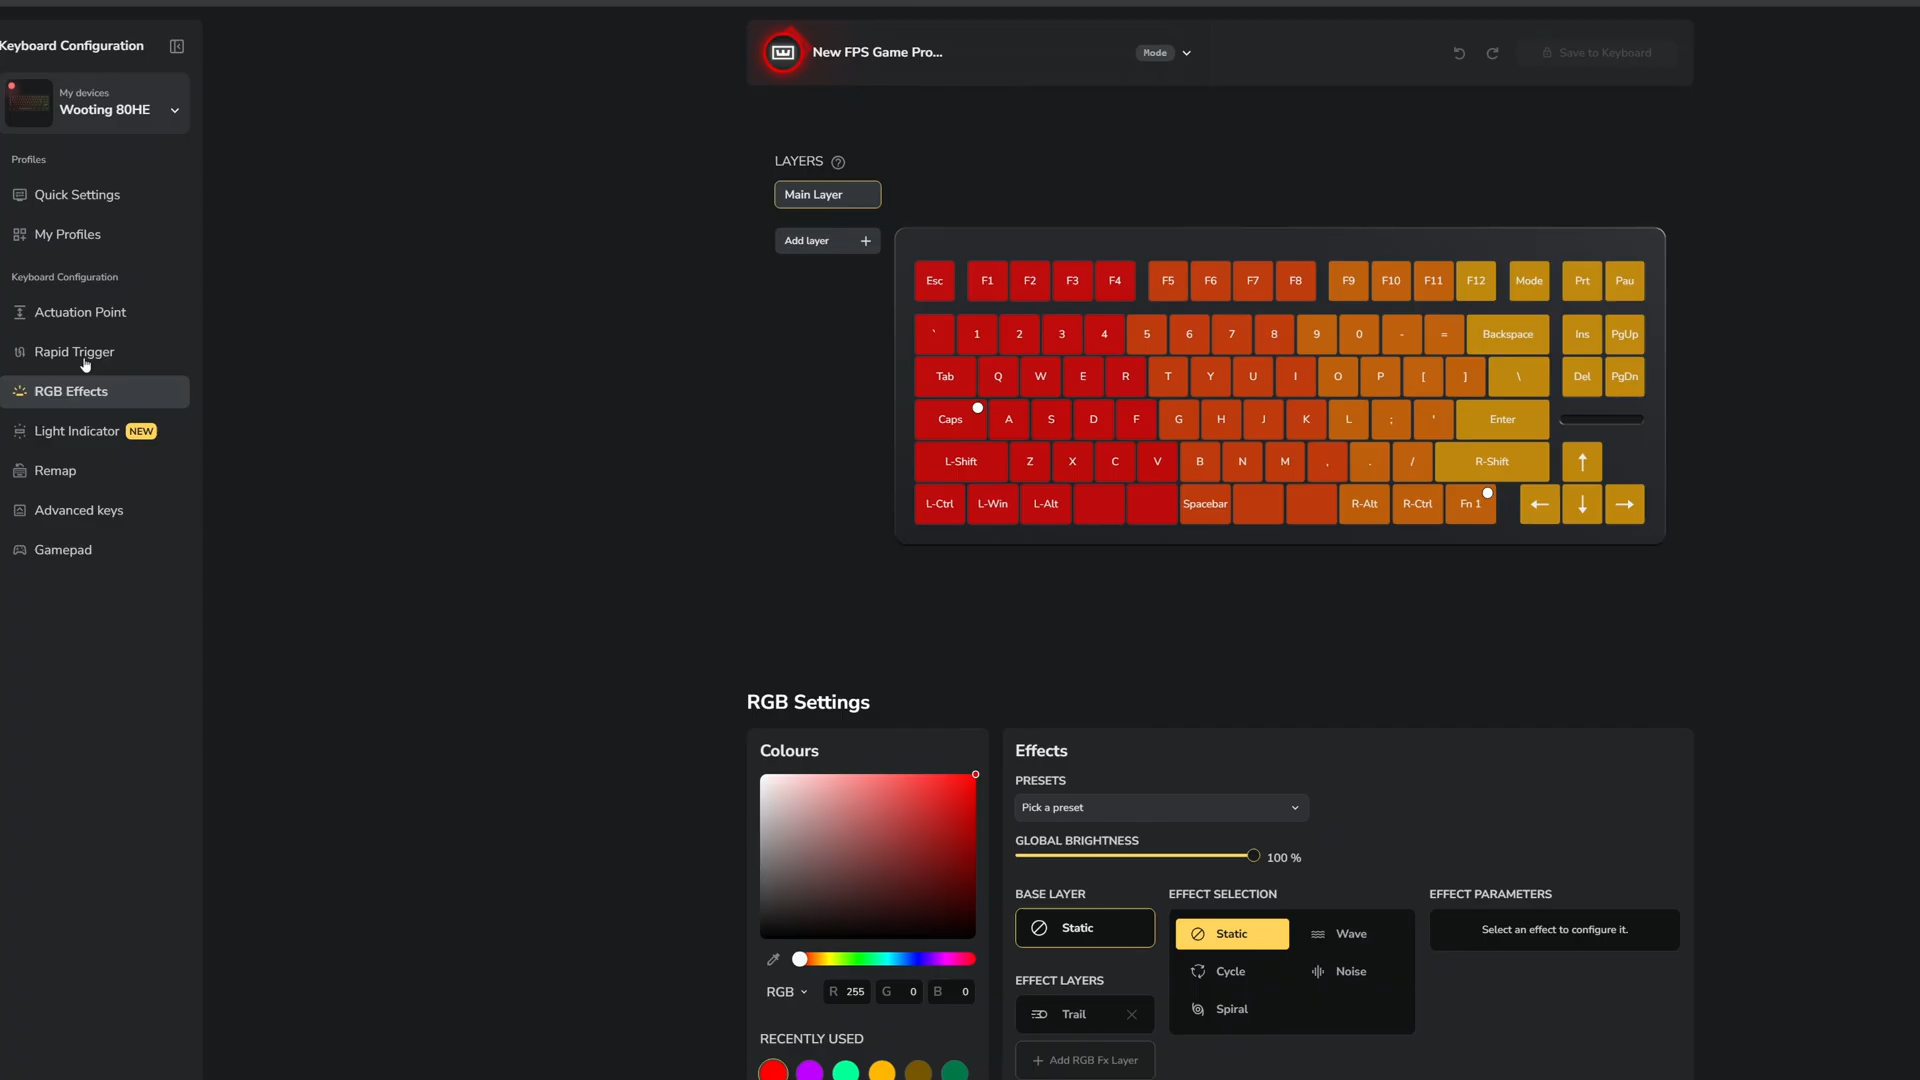 Keyboard Configuration
My devices
Wooting 80HE
Profiles
Quick Settings
My Profiles
Keyboard Configuration
Actuation Point
Rapid Trigger
RGB Effects
Light Indicator NEW
Remap
Advanced keys
Gamepad
New FPS Game Pro...
Mode
Save to Keyboard
LAYERS ?
Main Layer
Add layer +
Esc F1 F2 F3 F4 F5 F6 F7 F8 F9 F10 F11 F12 Mode Prt Pau
` 1 2 3 4 5 6 7 8 9 0 - = Backspace Ins PgUp
Tab Q W E R T Y U I O P [ ] \ Del PgDn
Caps A S D F G H J K L ; ' Enter
L-Shift Z X C V B N M , . / R-Shift ↑
L-Ctrl L-Win L-Alt Spacebar R-Alt R-Ctrl Fn 1 ← ↓ →
RGB Settings
Colours
RGB
R 255
G 0
B 0
RECENTLY USED
Effects
PRESETS
Pick a preset
GLOBAL BRIGHTNESS
100 %
BASE LAYER
Static
EFFECT LAYERS
Trail
+ Add RGB Fx Layer
EFFECT SELECTION
Static
Wave
Cycle
Noise
Spiral
EFFECT PARAMETERS
Select an effect to configure it.